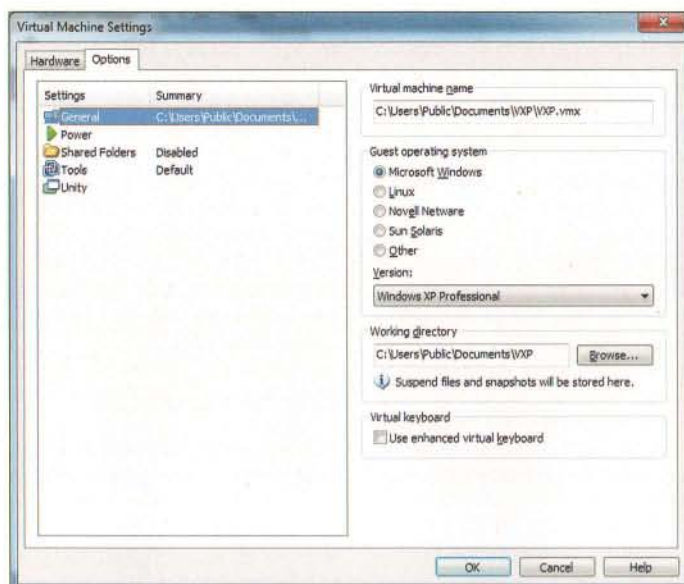 Virtual Machine Settings
Hardware Options
Settings Summary
General C:\Users\Public\Documents\...
Power
Shared Folders Disabled
Tools Default
Unity
Virtual machine name
C:\Users\Public\Documents\VXP\VXP.vmx
Guest operating system
Microsoft Windows
Linux
Novell Netware
Sun Solaris
Other
Version:
Windows XP Professional
Working directory
C:\Users\Public\Documents\VXP Browse...
Suspend files and snapshots will be stored here.
Virtual keyboard
Use enhanced virtual keyboard
OK Cancel Help